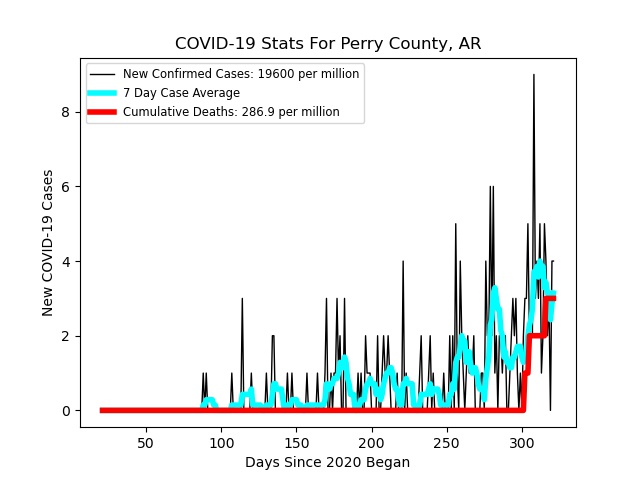 COVID-19 Stats For Perry County, AR
New Confirmed Cases: 19600 per million
7 Day Case Average
Cumulative Deaths: 286.9 per million
New COVID-19 Cases
8
6
4
2
0
50 100 150 200 250 300
Days Since 2020 Began